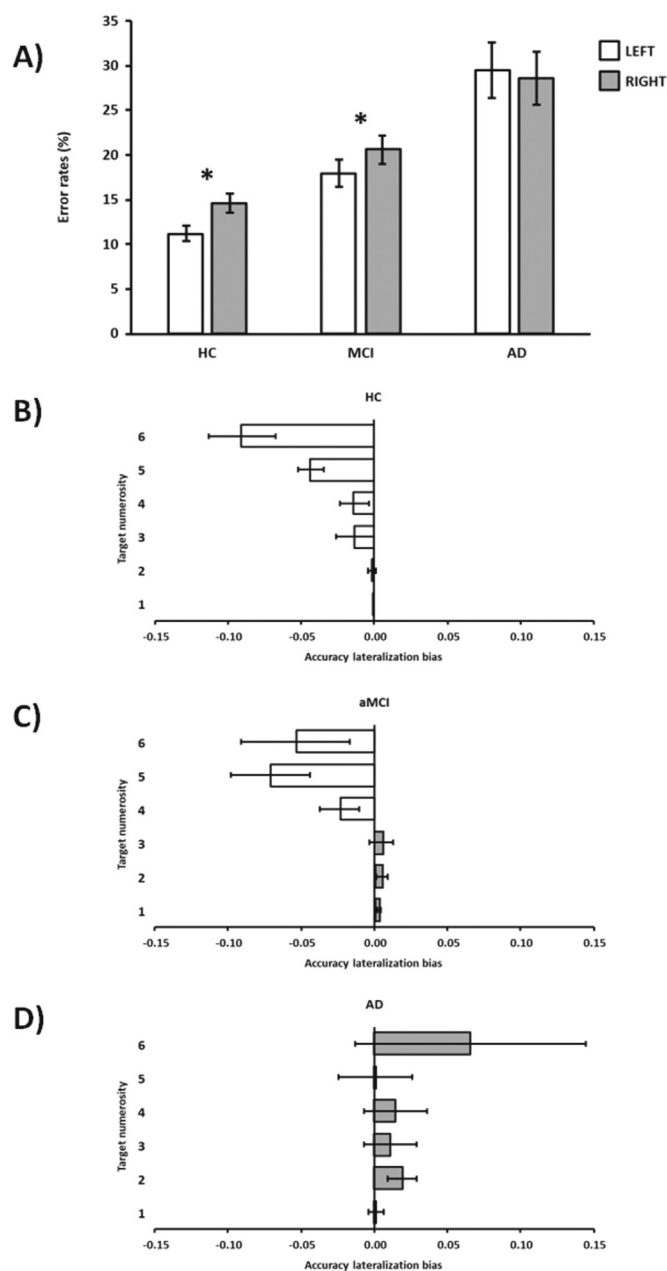 A)
35
30
25
20
15
10
5
0
Error rates (%)
*
*
LEFT
RIGHT
HC MCI AD
B)
HC
Target numerosity
6
5
4
3
2
1
-0.15 -0.10 -0.05 0.00 0.05 0.10 0.15
Accuracy lateralization bias
C)
aMCI
Target numerosity
6
5
4
3
2
1
-0.15 -0.10 -0.05 0.00 0.05 0.10 0.15
Accuracy lateralization bias
D)
AD
Target numerosity
6
5
4
3
2
1
-0.15 -0.10 -0.05 0.00 0.05 0.10 0.15
Accuracy lateralization bias